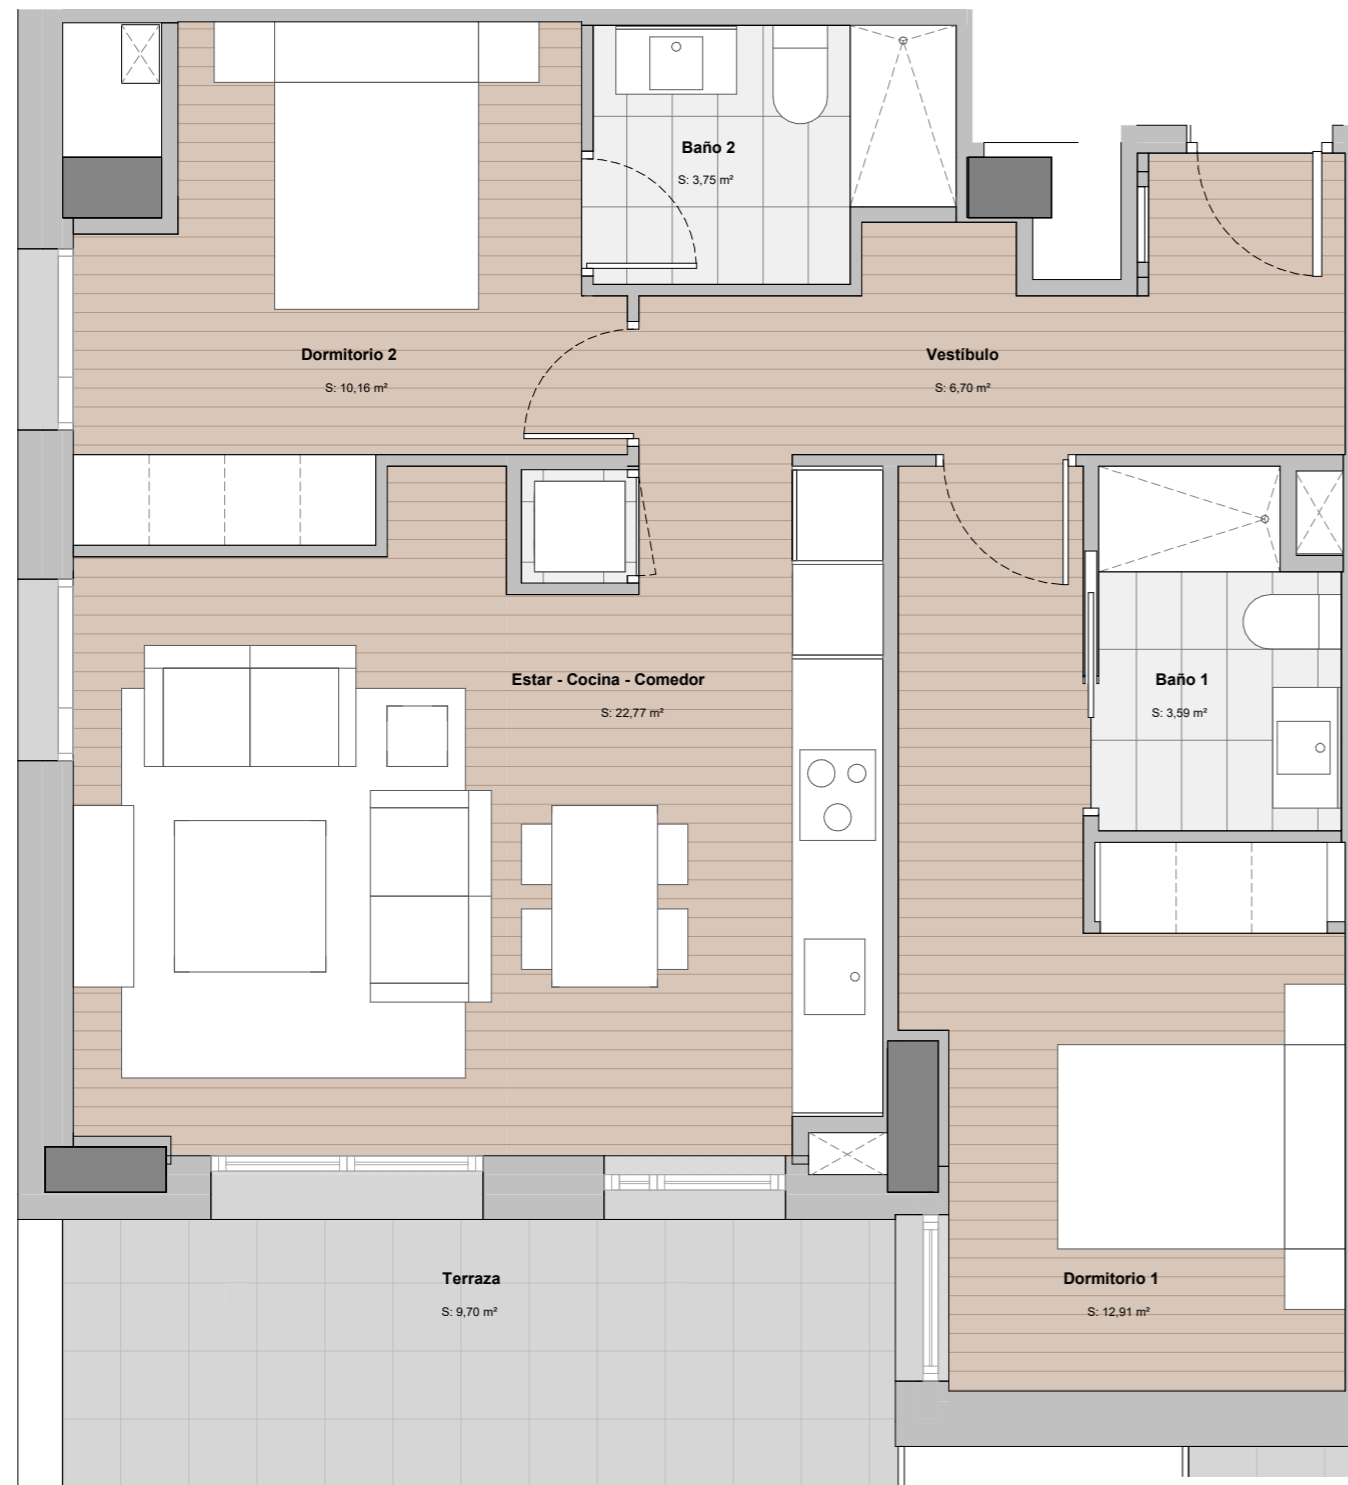 Baño 2
S: 3,75 m²
Dormitorio 2
S: 10,16 m²
Vestíbulo
S: 6,70 m²
Estar - Cocina - Comedor
S: 22,77 m²
Baño 1
S: 3,59 m²
Terraza
S: 9,70 m²
Dormitorio 1
S: 12,91 m²